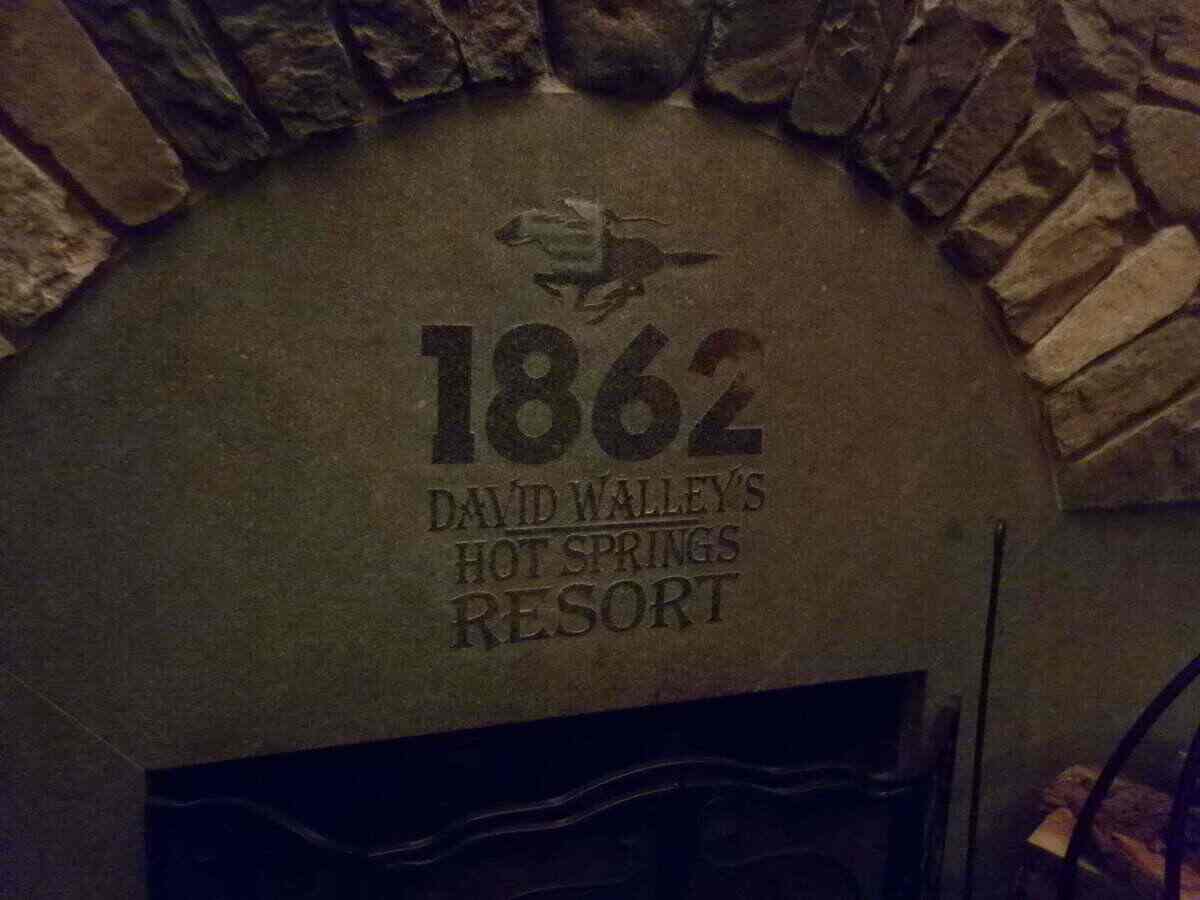 1862
DAVID WALLEY'S
HOT SPRINGS
RESORT